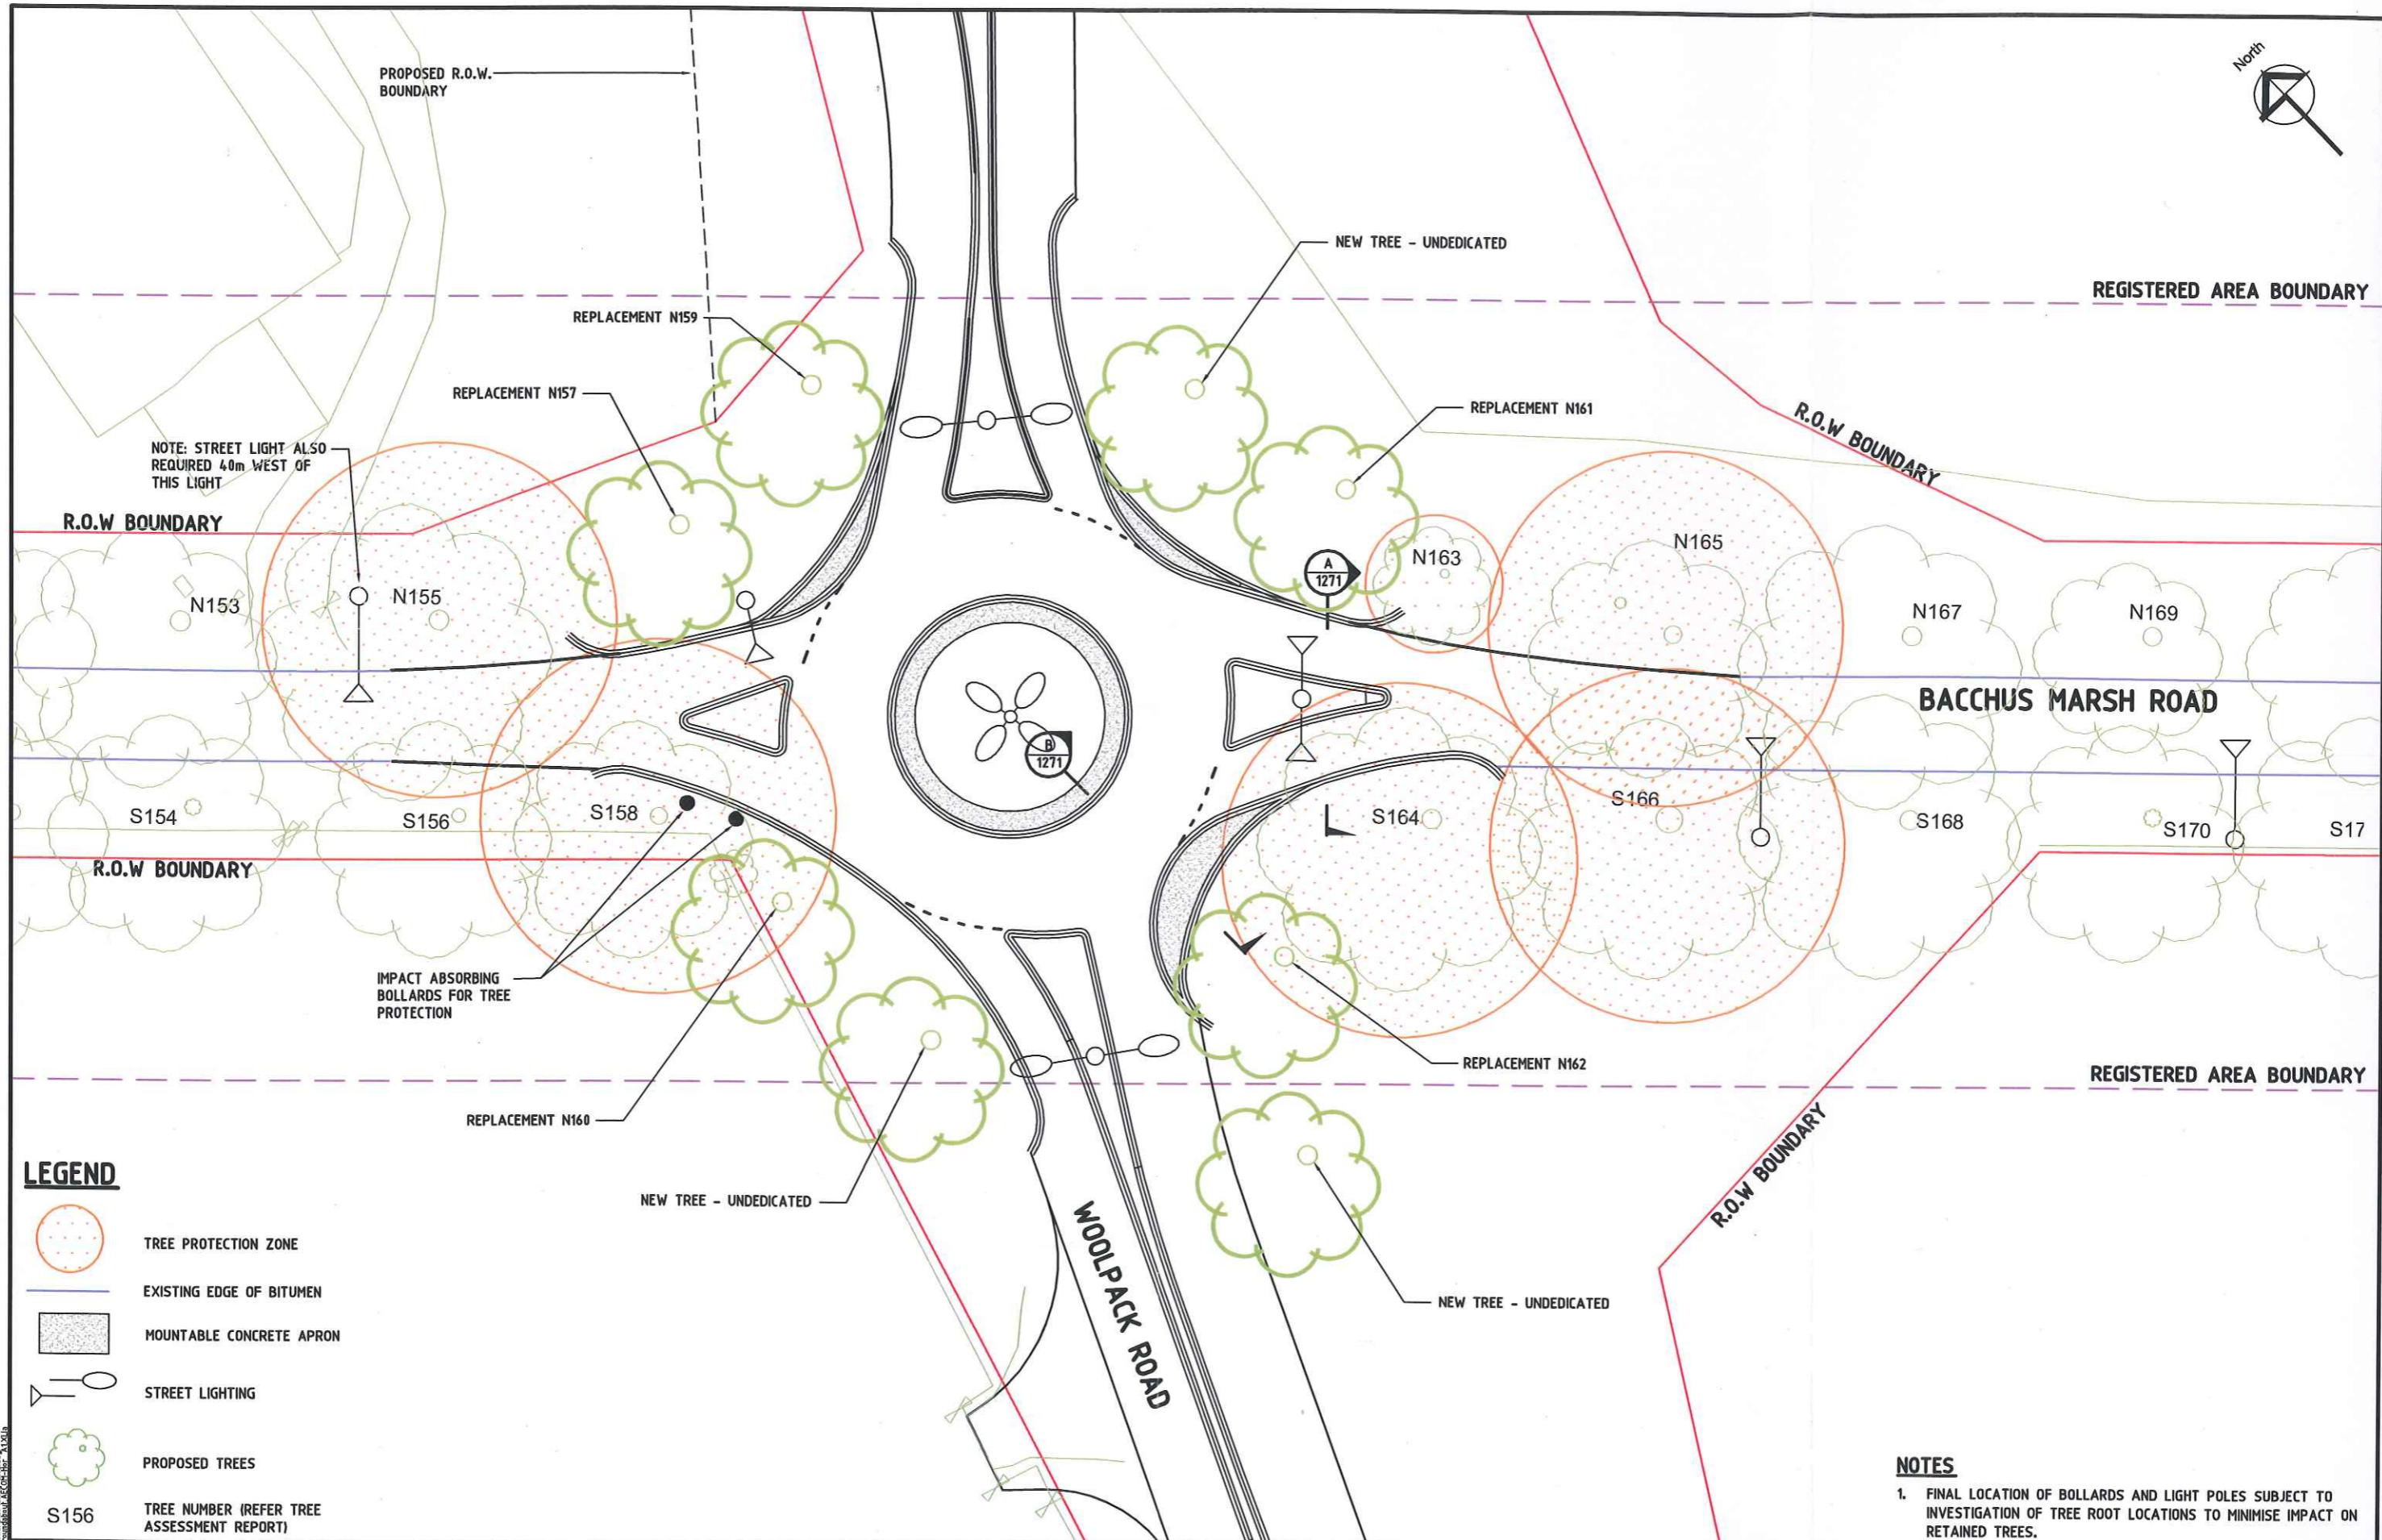 North
PROPOSED R.O.W.
BOUNDARY
NEW TREE - UNDEDICATED
REGISTERED AREA BOUNDARY
REPLACEMENT N159
REPLACEMENT N157
REPLACEMENT N161
R.O.W BOUNDARY
NOTE: STREET LIGHT ALSO
REQUIRED 40m WEST OF
THIS LIGHT
R.O.W BOUNDARY
N153
N155
A
1271
N163
N165
N167
N169
BACCHUS MARSH ROAD
B
1271
S154
S156
S158
S164
S166
S168
S170
S17
R.O.W BOUNDARY
IMPACT ABSORBING
BOLLARDS FOR TREE
PROTECTION
REPLACEMENT N162
REGISTERED AREA BOUNDARY
REPLACEMENT N160
R.O.W BOUNDARY
NEW TREE - UNDEDICATED
WOOLPACK ROAD
NEW TREE - UNDEDICATED
LEGEND
TREE PROTECTION ZONE
EXISTING EDGE OF BITUMEN
MOUNTABLE CONCRETE APRON
STREET LIGHTING
PROPOSED TREES
S156 TREE NUMBER (REFER TREE
ASSESSMENT REPORT)
NOTES
1. FINAL LOCATION OF BOLLARDS AND LIGHT POLES SUBJECT TO
INVESTIGATION OF TREE ROOT LOCATIONS TO MINIMISE IMPACT ON
RETAINED TREES.